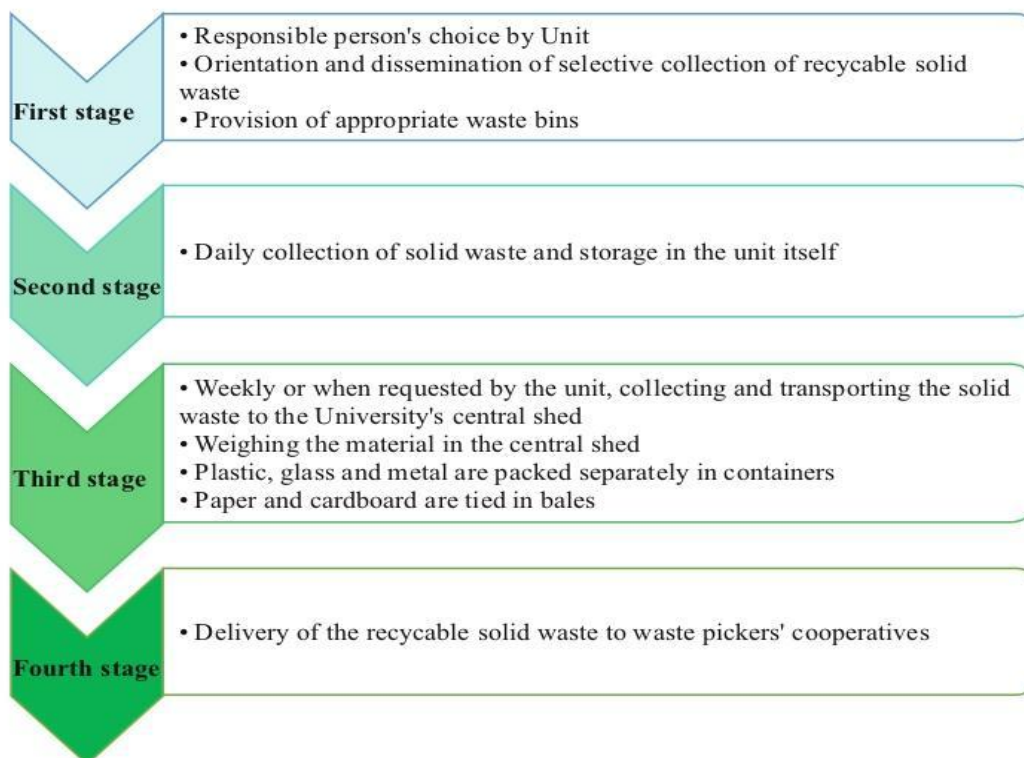 First stage
• Responsible person's choice by Unit
• Orientation and dissemination of selective collection of recycable solid
waste
• Provision of appropriate waste bins
Second stage
• Daily collection of solid waste and storage in the unit itself
Third stage
• Weekly or when requested by the unit, collecting and transporting the solid
waste to the University's central shed
• Weighing the material in the central shed
• Plastic, glass and metal are packed separately in containers
• Paper and cardboard are tied in bales
Fourth stage
• Delivery of the recycable solid waste to waste pickers' cooperatives